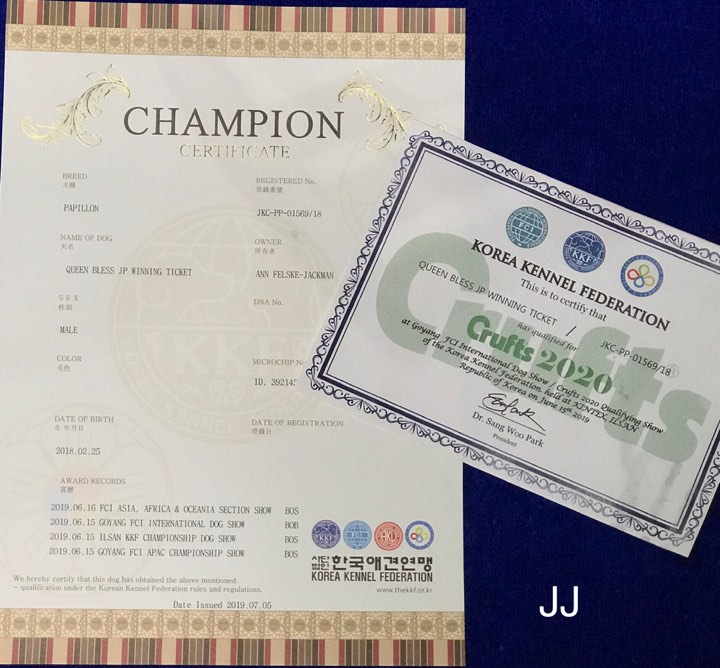 CHAMPION
CERTIFICATE
BREED
犬種
PAPILLON
REGISTERED No.
登錄番號
JKC-PP-01569/18
NAME OF DOG
犬名
QUEEN BLESS JP WINNING TICKET
OWNER
所有者
ANN FELSKE-JACKMAN
SEX
性別
MALE
DNA No.
COLOR
毛色
MICROCHIP No
ID. 392145
DATE OF BIRTH
生年月日
2018.02.25
DATE OF REGISTRATION
登錄日
AWARD RECORDS
賞歷
2019.06.16 FCI ASIA, AFRICA & OCEANIA SECTION SHOW BOS
2019.06.15 GOYANG FCI INTERNATIONAL DOG SHOW BOB
2019.06.15 ILSAN KKF CHAMPIONSHIP DOG SHOW BOS
2019.06.15 GOYANG FCI APAC CHAMPIONSHIP SHOW BOS
사단법인 한국애견연맹
KOREA KENNEL FEDERATION
www.thekkf.or.kr
We hereby certify that this dog has obtained the above mentioned
qualification under the Korean Kennel Federation rules and regulations.
Date Issued 2019.07.05
FCI
KKF
Crufts
KOREA KENNEL FEDERATION
This is to certify that
QUEEN BLESS JP WINNING TICKET / JKC-PP-01569/18
has qualified for
Crufts 2020
at Goyang FCI International Dog Show / Crufts 2020 Qualifying Show
of the Korea Kennel Federation, held at KINTEX, ILSAN
Republic of Korea on June 15th 2019
Dr. Sang Woo Park
President
JJ